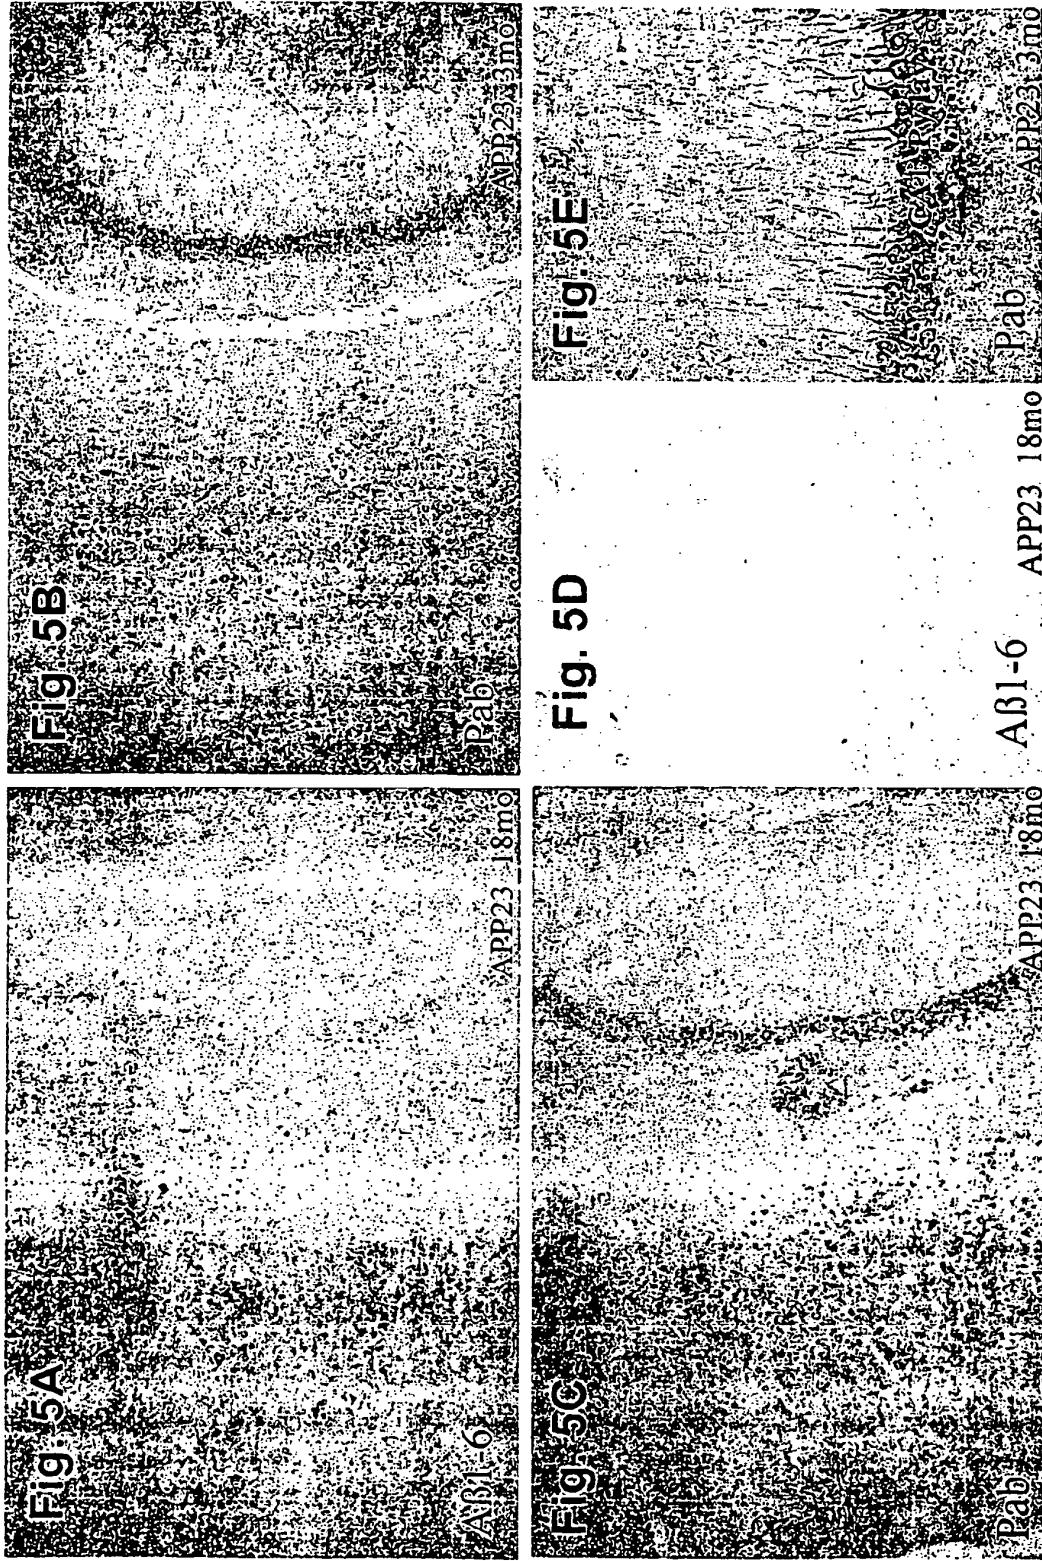 Fig. 5A
Aβ1-6 APP23 18mo
Fig. 5B
Pab APP23 3mo
Fig. 5C
Pab APP23 18mo
Fig. 5D
Aβ1-6 APP23 18mo
Fig. 5E
Pab APP23 3mo